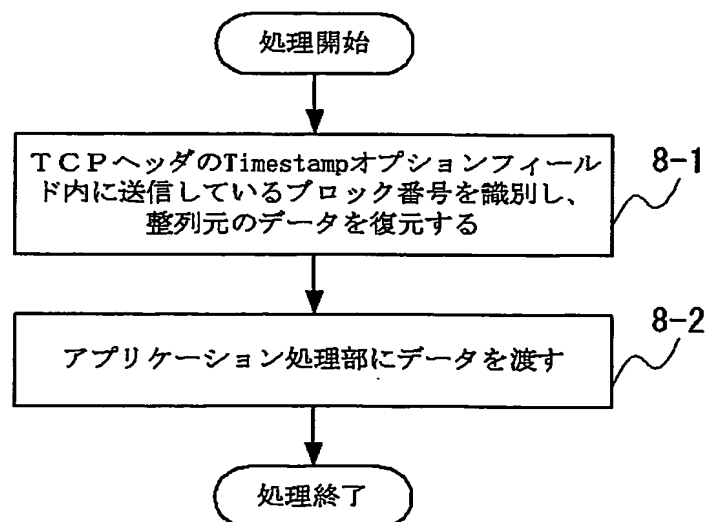 処理開始
TCPヘッダのTimestampオプションフィール
ド内に送信しているブロック番号を識別し、
整列元のデータを復元する
8-1
アプリケーション処理部にデータを渡す
8-2
処理終了